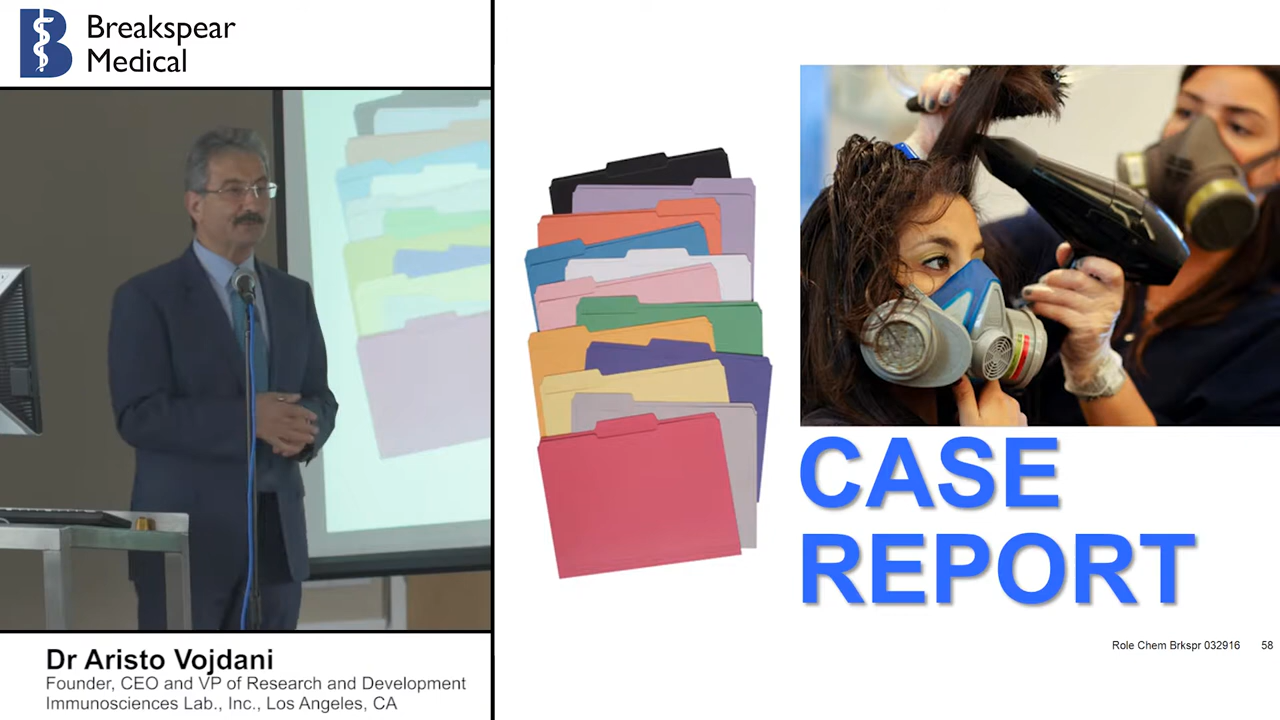 Breakspear
Medical
CASE
REPORT
Role Chem Brkspr 032916 58
Dr Aristo Vojdani
Founder, CEO and VP of Research and Development
Immunosciences Lab., Inc., Los Angeles, CA